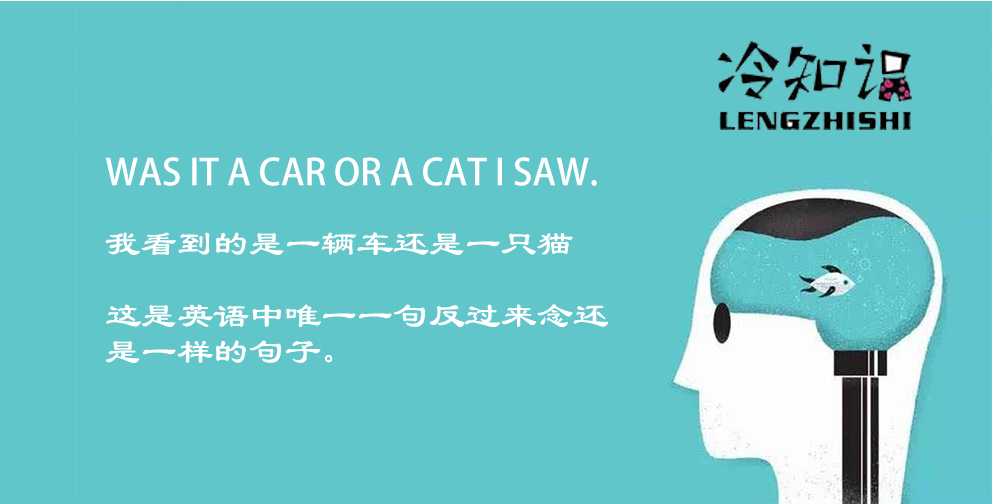 冷知识
LENGZHISHI
WAS IT A CAR OR A CAT I SAW.
我看到的是一辆车还是一只猫
这是英语中唯一一句反过来念还
是一样的句子。